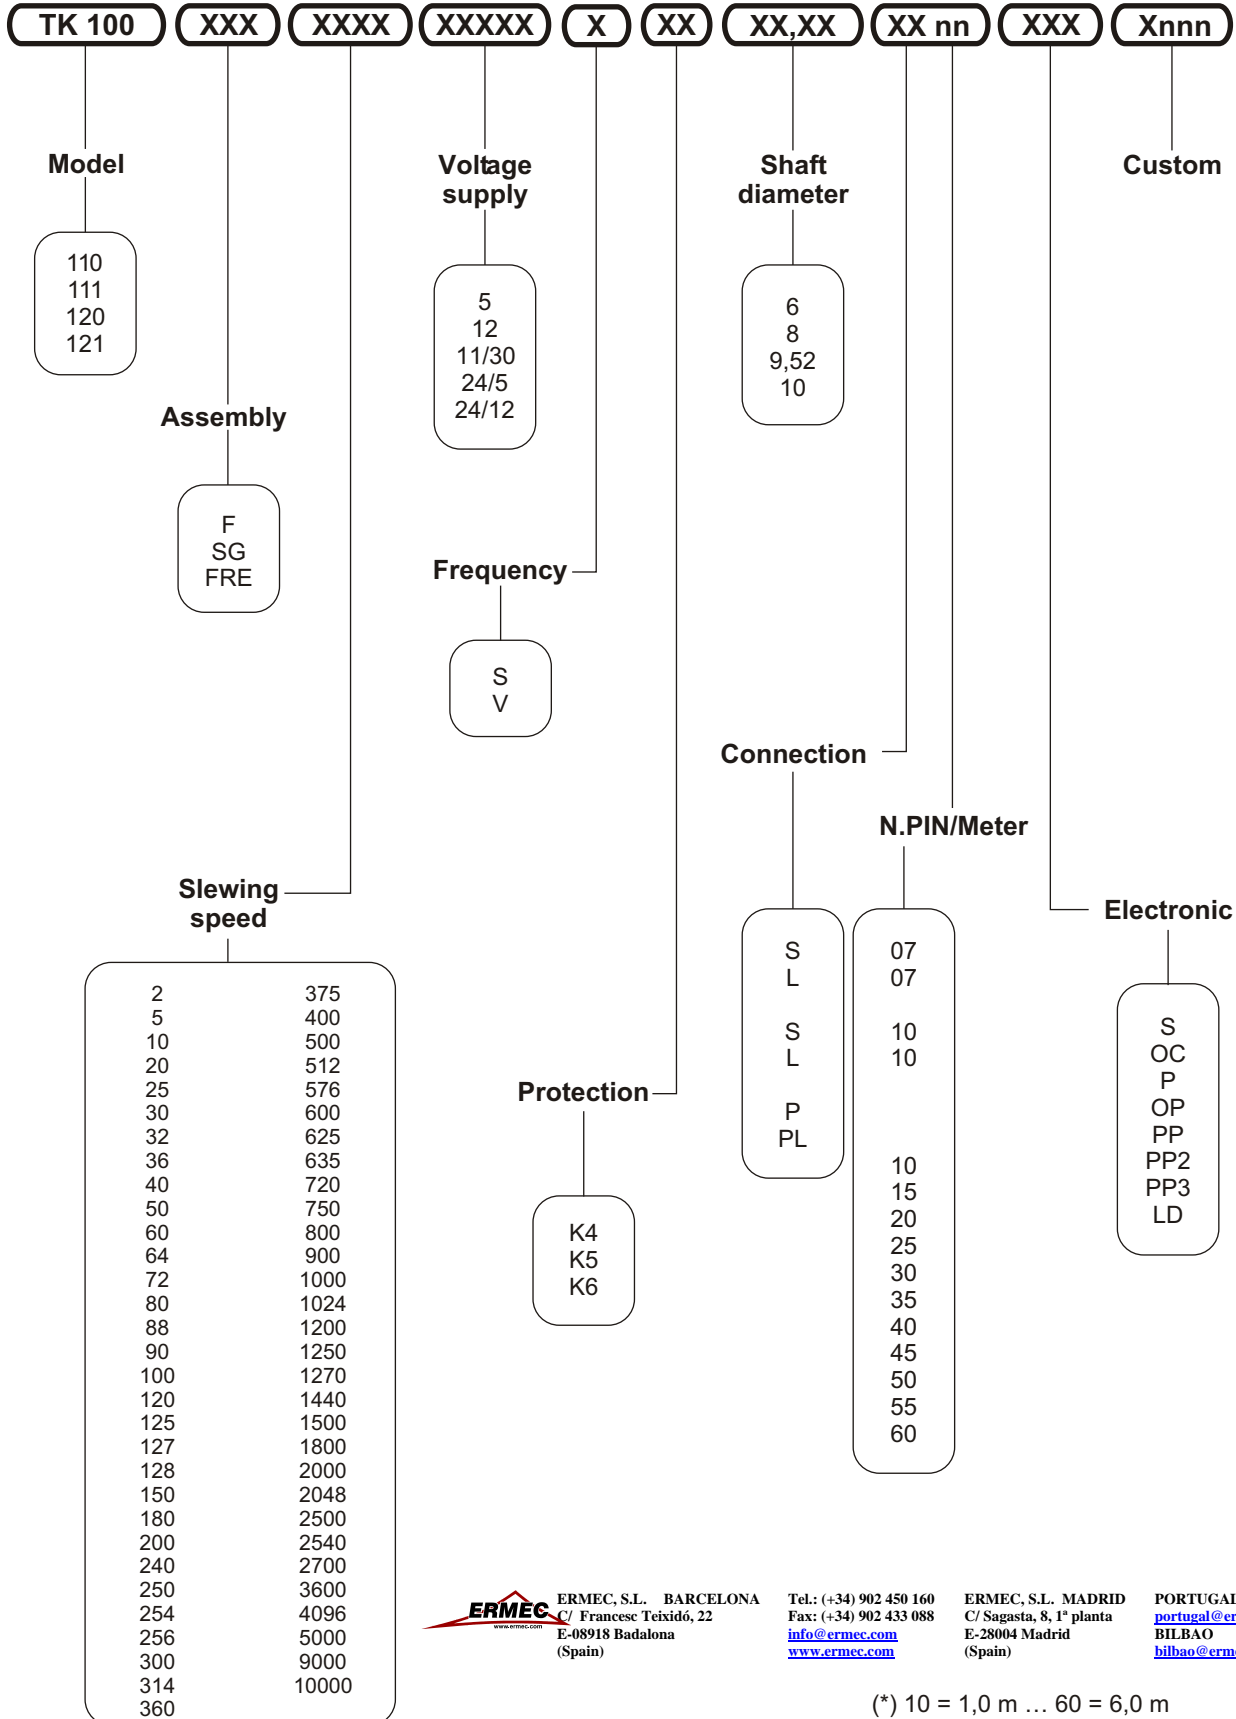 TK 100 XXX XXXX XXXXX X XX XX,XX XX nn XXX Xnnn
Model
110
111
120
121
Assembly
F
SG
FRE
Voltage
supply
5
12
11/30
24/5
24/12
Shaft
diameter
6
8
9,52
10
Custom
Frequency
S
V
Connection
N.PIN/Meter
S 07
L 07
S 10
L 10
P
PL
10
15
20
25
30
35
40
45
50
55
60
Electronic
S
OC
P
OP
PP
PP2
PP3
LD
Protection
K4
K5
K6
Slewing
speed
2 375
5 400
10 500
20 512
25 576
30 600
32 625
36 635
40 720
50 750
60 800
64 900
72 1000
80 1024
88 1200
90 1250
100 1270
120 1440
125 1500
127 1800
128 2000
150 2048
180 2500
200 2540
240 2700
250 3600
254 4096
256 5000
300 9000
314 10000
360
ERMEC
www.ermec.com
ERMEC, S.L. BARCELONA
C/ Francesc Teixidó, 22
E-08918 Badalona
(Spain)
Tel.: (+34) 902 450 160
Fax: (+34) 902 433 088
info@ermec.com
www.ermec.com
ERMEC, S.L. MADRID
C/ Sagasta, 8, 1ª planta
E-28004 Madrid
(Spain)
PORTUGAL
portugal@er
BILBAO
bilbao@erme
(*) 10 = 1,0 m … 60 = 6,0 m